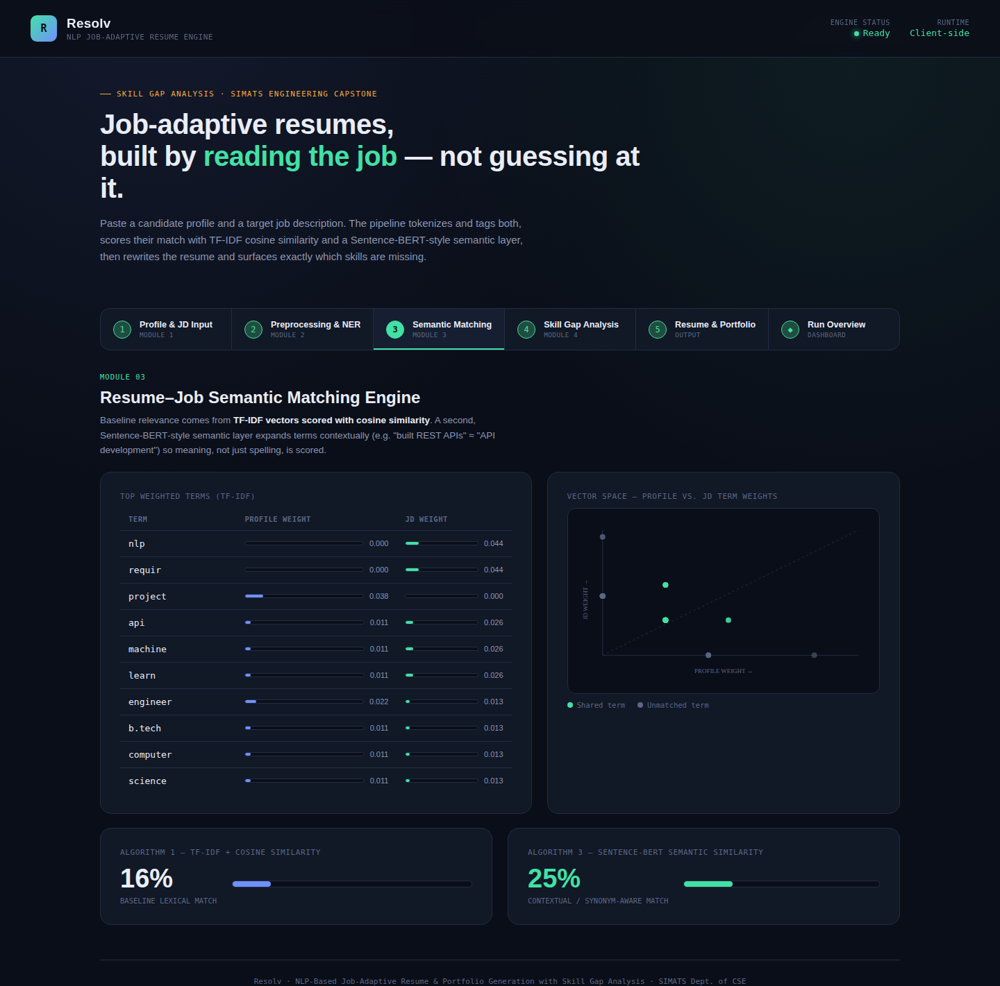 R
Resolv
NLP JOB-ADAPTIVE RESUME ENGINE
ENGINE STATUS
Ready
RUNTIME
Client-side
SKILL GAP ANALYSIS · SIMATS ENGINEERING CAPSTONE
Job-adaptive resumes,
built by reading the job — not guessing at
it.
Paste a candidate profile and a target job description. The pipeline tokenizes and tags both,
scores their match with TF-IDF cosine similarity and a Sentence-BERT-style semantic layer,
then rewrites the resume and surfaces exactly which skills are missing.
1 Profile & JD Input
MODULE 1
2 Preprocessing & NER
MODULE 2
3 Semantic Matching
MODULE 3
4 Skill Gap Analysis
MODULE 4
5 Resume & Portfolio
OUTPUT
◆ Run Overview
DASHBOARD
MODULE 03
Resume–Job Semantic Matching Engine
Baseline relevance comes from TF-IDF vectors scored with cosine similarity. A second,
Sentence-BERT-style semantic layer expands terms contextually (e.g. "built REST APIs" ≈ "API
development") so meaning, not just spelling, is scored.
TOP WEIGHTED TERMS (TF-IDF)
TERM PROFILE WEIGHT JD WEIGHT
nlp 0.000 0.044
requir 0.000 0.044
project 0.038 0.000
api 0.011 0.026
machine 0.011 0.026
learn 0.011 0.026
engineer 0.022 0.013
b.tech 0.011 0.013
computer 0.011 0.013
science 0.011 0.013
VECTOR SPACE — PROFILE VS. JD TERM WEIGHTS
JD WEIGHT →
PROFILE WEIGHT →
Shared term Unmatched term
ALGORITHM 1 — TF-IDF + COSINE SIMILARITY
16%
BASELINE LEXICAL MATCH
ALGORITHM 3 — SENTENCE-BERT SEMANTIC SIMILARITY
25%
CONTEXTUAL / SYNONYM-AWARE MATCH
Resolv · NLP-Based Job-Adaptive Resume & Portfolio Generation with Skill Gap Analysis · SIMATS Dept. of CSE